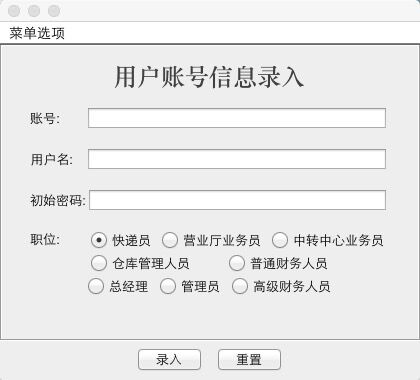 菜单选项
用户账号信息录入
账号:
用户名:
初始密码:
职位: 快递员 营业厅业务员 中转中心业务员
仓库管理人员 普通财务人员
总经理 管理员 高级财务人员
录入 重置